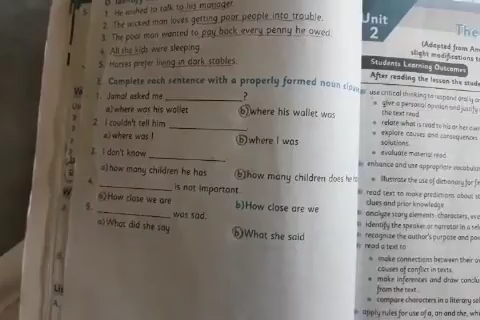 1. He wished to talk to his manager.
2. The wicked man loves getting poor people into trouble.
3. The poor man wanted to pay back every penny he owed.
4. All the kids were sleeping.
5. Horses prefer living in dark stables.
E. Complete each sentence with a properly formed noun clause
1. Jamal asked me ?
a) where was his wallet b) where his wallet was
2. I couldn't tell him
a) where was I b) where I was
3. I don't know
a) how many children he has b) how many children does he
4. is not important.
a) How close we are b) How close are we
5. was sad.
a) What did she say b) What she said
Unit
2
The
(Adapted from
slight modifications
Students Learning Outcomes
After reading the lesson the
use critical thinking to respond orally
give a personal opinion and justify
the text read
relate what is read to his or her own
explore causes and consequences
solutions.
evaluate material read.
enhance and use appropriate vocabulary
illustrate the use of dictionary for
read text to make predictions about
clues and prior knowledge
analyze story elements: characters,
identify the speaker or narrator in a
recognize the author's purpose and
read a text to
make connections between
causes of conflict in texts.
make inferences and draw
from the text.
compare characters in a literary
apply rules for use of a, an and the,